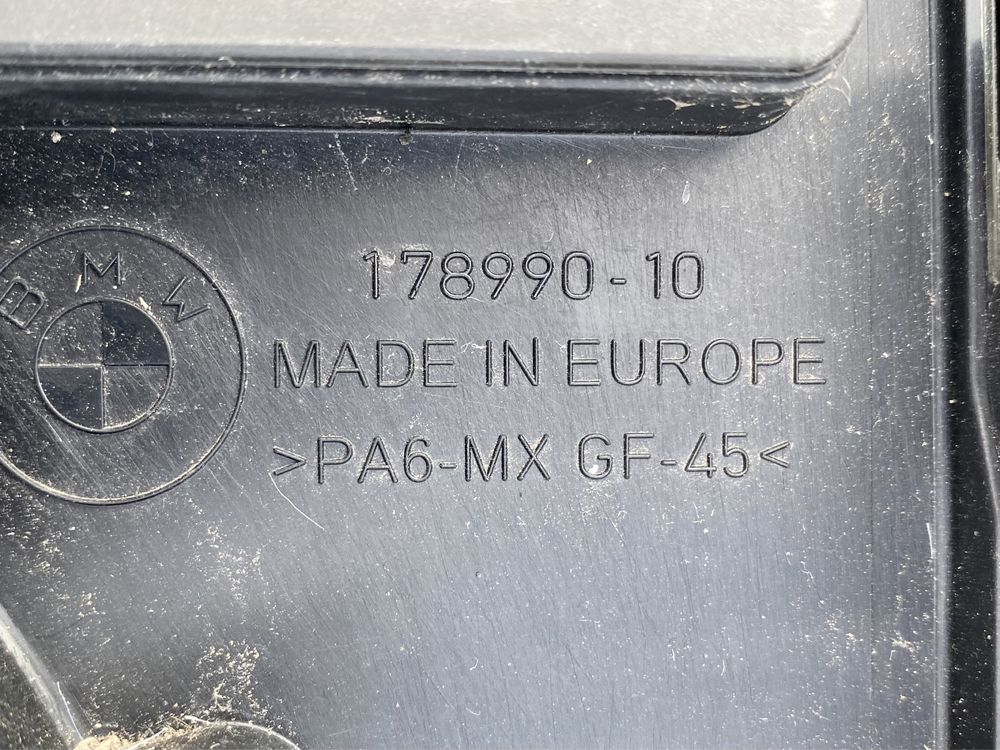 BMW
178990-10
MADE IN EUROPE
>PA6-MX GF-45<